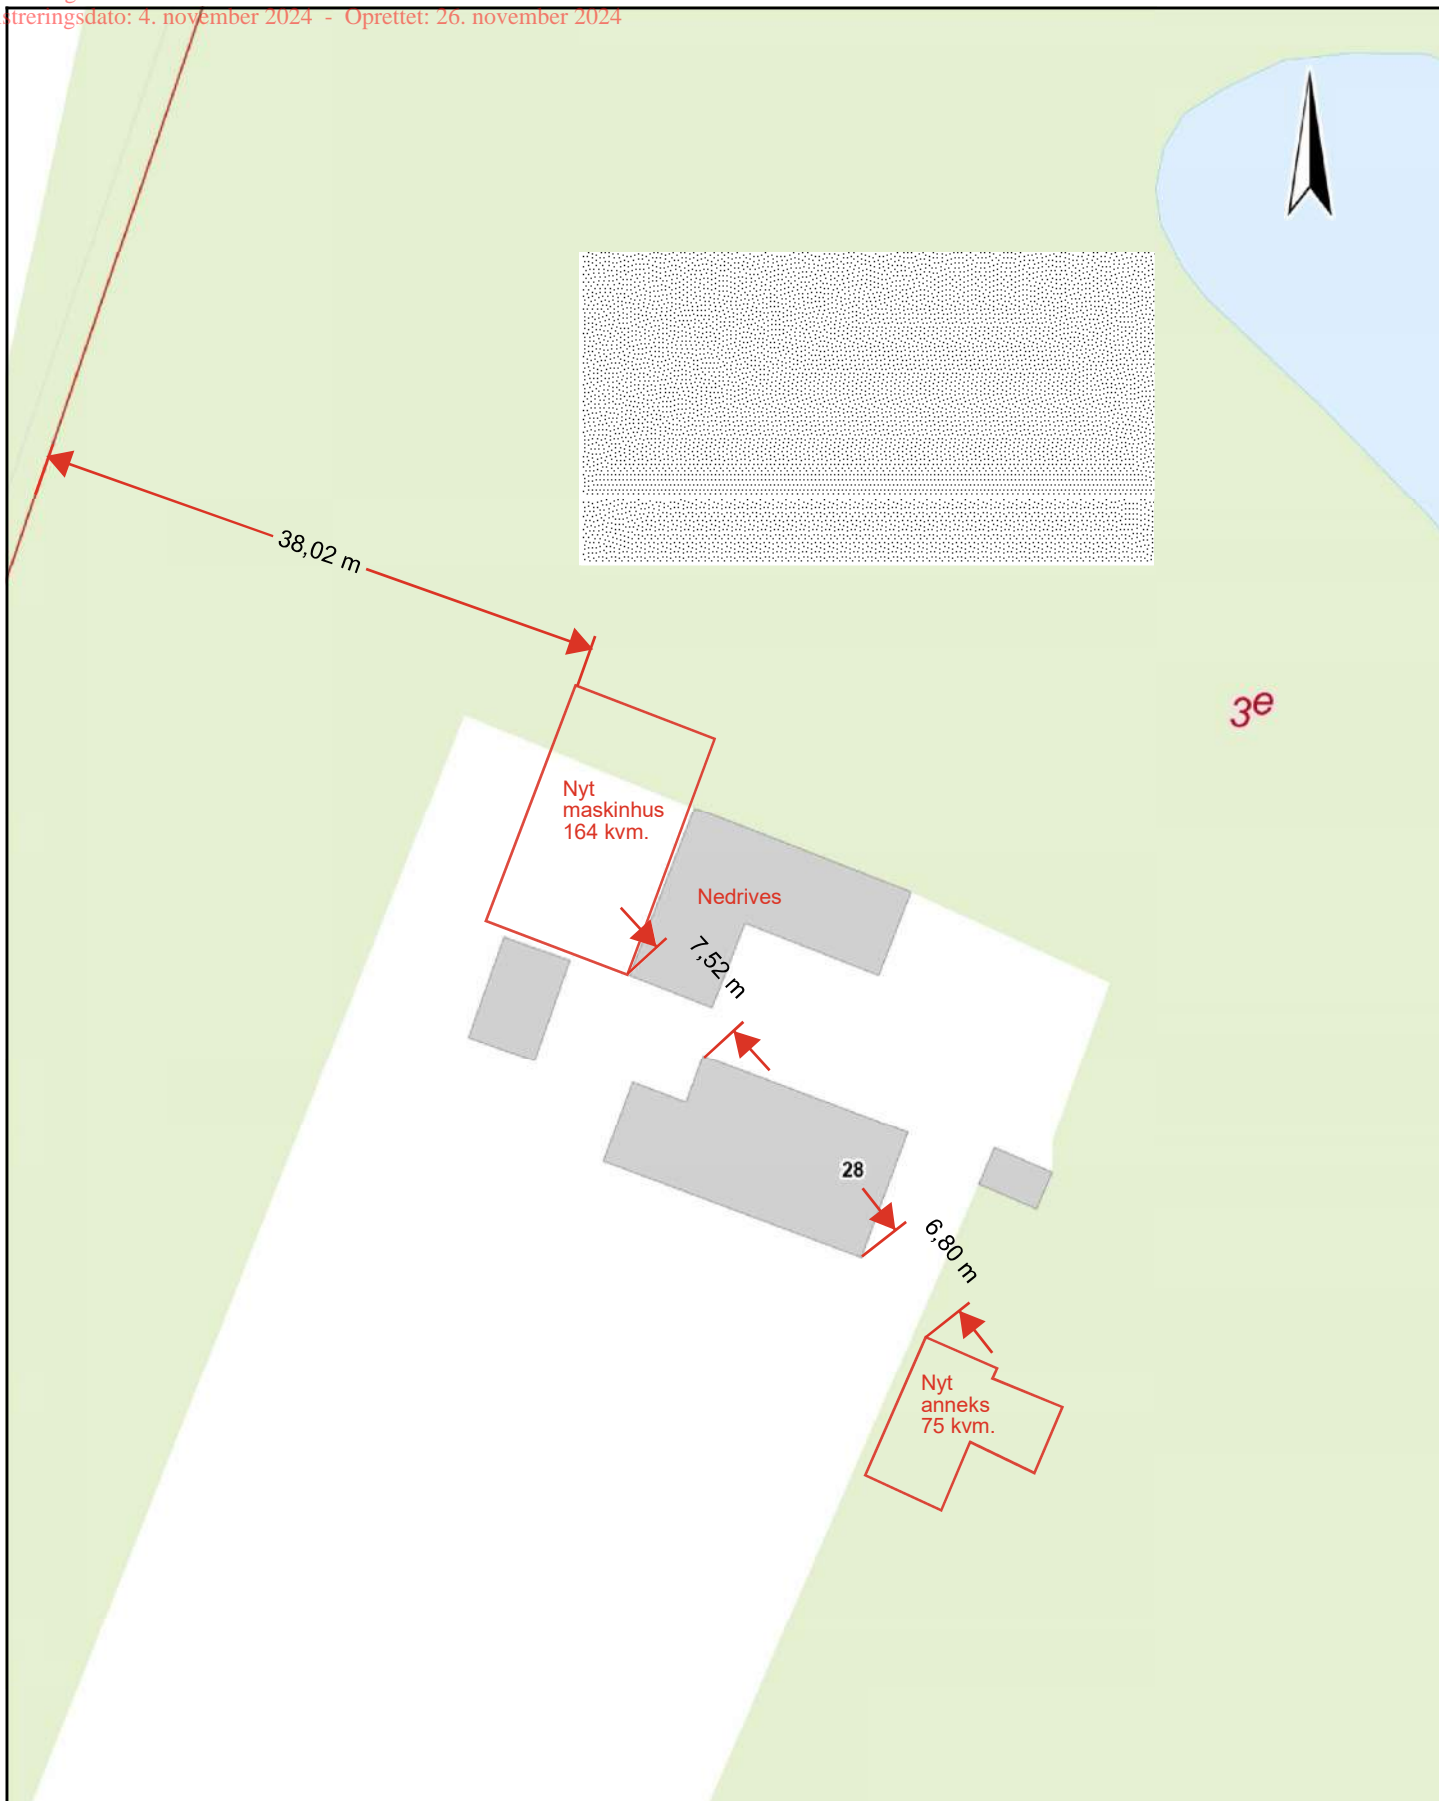 streringsdato: 4. november 2024 - Oprettet: 26. november 2024
38,02 m
3e
Nyt
maskinhus
164 kvm.
Nedrives
7,52 m
28
6,80 m
Nyt
anneks
75 kvm.